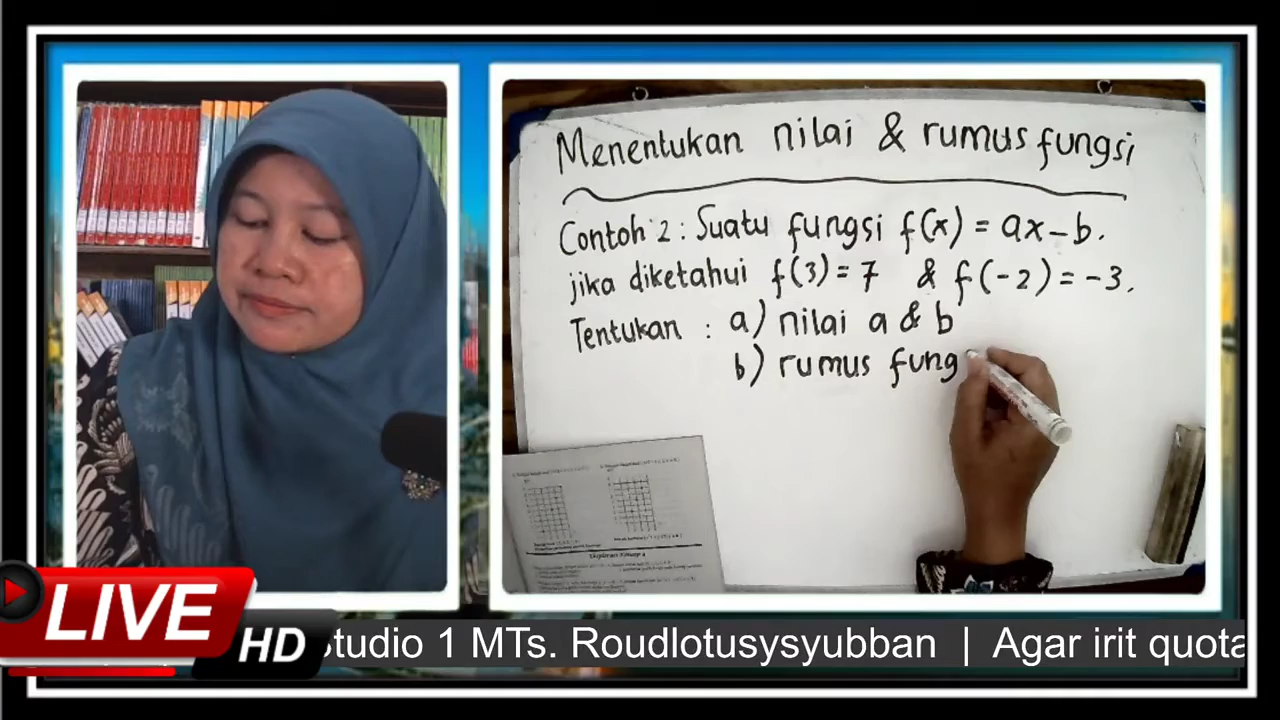 Menentukan nilai & rumus fungsi
Contoh 2 : Suatu fungsi f(x) = ax - b.
jika diketahui f(3) = 7 & f(-2) = -3.
Tentukan : a) nilai a & b
b) rumus fung
LIVE
HD
tudio 1 MTs. Roudlotusysyubban | Agar irit quota